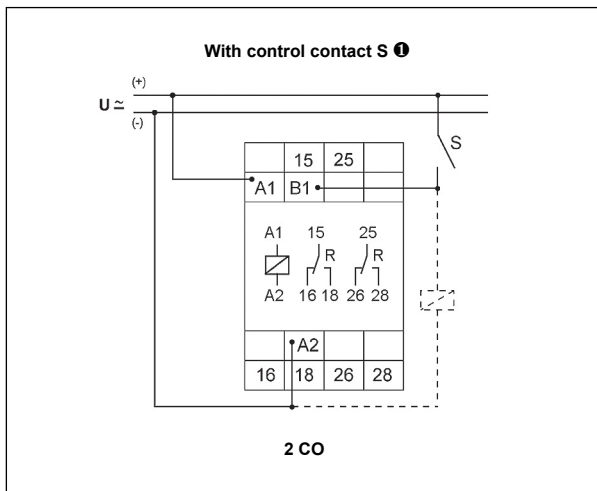 With control contact S ❶
(+)
U ≃
(-)
S
15 25
A1 B1
A1 15 25
R R
A2 16 18 26 28
A2
16 18 26 28
2 CO